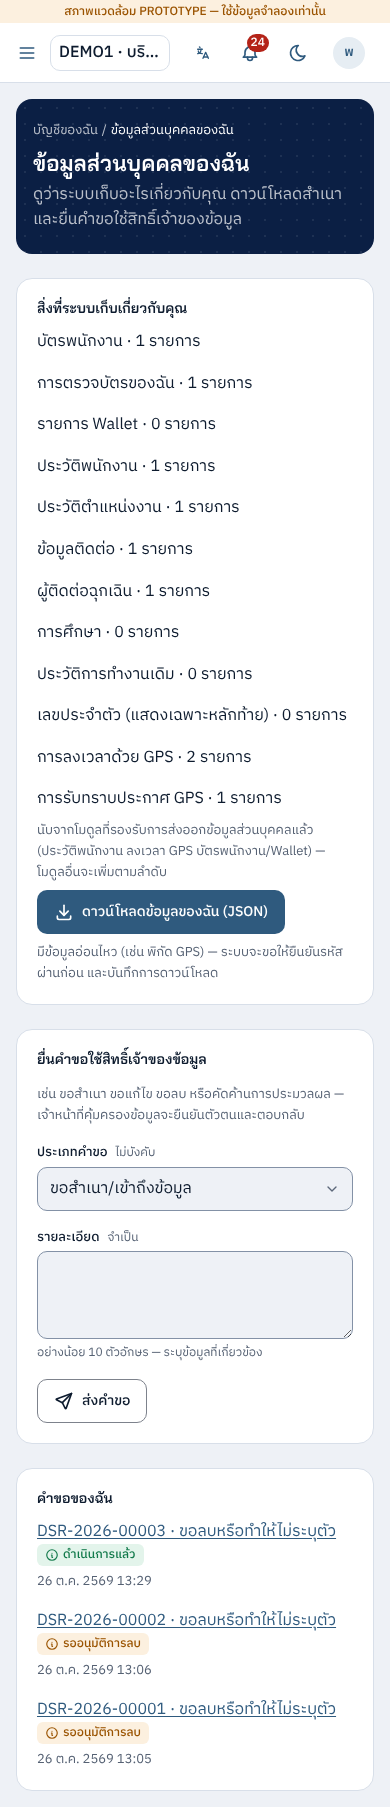 สภาพแวดล้อม PROTOTYPE — ใช้ข้อมูลจำลองเท่านั้น
DEMO1 · บริ...
24
พ
บัญชีของฉัน / ข้อมูลส่วนบุคคลของฉัน
ข้อมูลส่วนบุคคลของฉัน
ดูว่าระบบเก็บอะไรเกี่ยวกับคุณ ดาวน์โหลดสำเนา
และยื่นคำขอใช้สิทธิ์เจ้าของข้อมูล
สิ่งที่ระบบเก็บเกี่ยวกับคุณ
บัตรพนักงาน · 1 รายการ
การตรวจบัตรของฉัน · 1 รายการ
รายการ Wallet · 0 รายการ
ประวัติพนักงาน · 1 รายการ
ประวัติตำแหน่งงาน · 1 รายการ
ข้อมูลติดต่อ · 1 รายการ
ผู้ติดต่อฉุกเฉิน · 1 รายการ
การศึกษา · 0 รายการ
ประวัติการทำงานเดิม · 0 รายการ
เลขประจำตัว (แสดงเฉพาะหลักท้าย) · 0 รายการ
การลงเวลาด้วย GPS · 2 รายการ
การรับทราบประกาศ GPS · 1 รายการ
นับจากโมดูลที่รองรับการส่งออกข้อมูลส่วนบุคคลแล้ว
(ประวัติพนักงาน ลงเวลา GPS บัตรพนักงาน/Wallet) —
โมดูลอื่นจะเพิ่มตามลำดับ
ดาวน์โหลดข้อมูลของฉัน (JSON)
มีข้อมูลอ่อนไหว (เช่น พิกัด GPS) — ระบบจะขอให้ยืนยันรหัส
ผ่านก่อน และบันทึกการดาวน์โหลด
ยื่นคำขอใช้สิทธิ์เจ้าของข้อมูล
เช่น ขอสำเนา ขอแก้ไข ขอลบ หรือคัดค้านการประมวลผล —
เจ้าหน้าที่คุ้มครองข้อมูลจะยืนยันตัวตนและตอบกลับ
ประเภทคำขอ ไม่บังคับ
ขอสำเนา/เข้าถึงข้อมูล
รายละเอียด จำเป็น
อย่างน้อย 10 ตัวอักษร — ระบุข้อมูลที่เกี่ยวข้อง
ส่งคำขอ
คำขอของฉัน
DSR-2026-00003 · ขอลบหรือทำให้ไม่ระบุตัว
ดำเนินการแล้ว
26 ต.ค. 2569 13:29
DSR-2026-00002 · ขอลบหรือทำให้ไม่ระบุตัว
รออนุมัติการลบ
26 ต.ค. 2569 13:06
DSR-2026-00001 · ขอลบหรือทำให้ไม่ระบุตัว
รออนุมัติการลบ
26 ต.ค. 2569 13:05